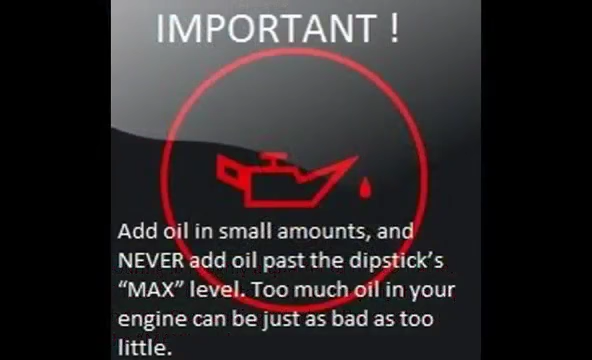 IMPORTANT !
Add oil in small amounts, and
NEVER add oil past the dipstick's
“MAX” level. Too much oil in your
engine can be just as bad as too
little.